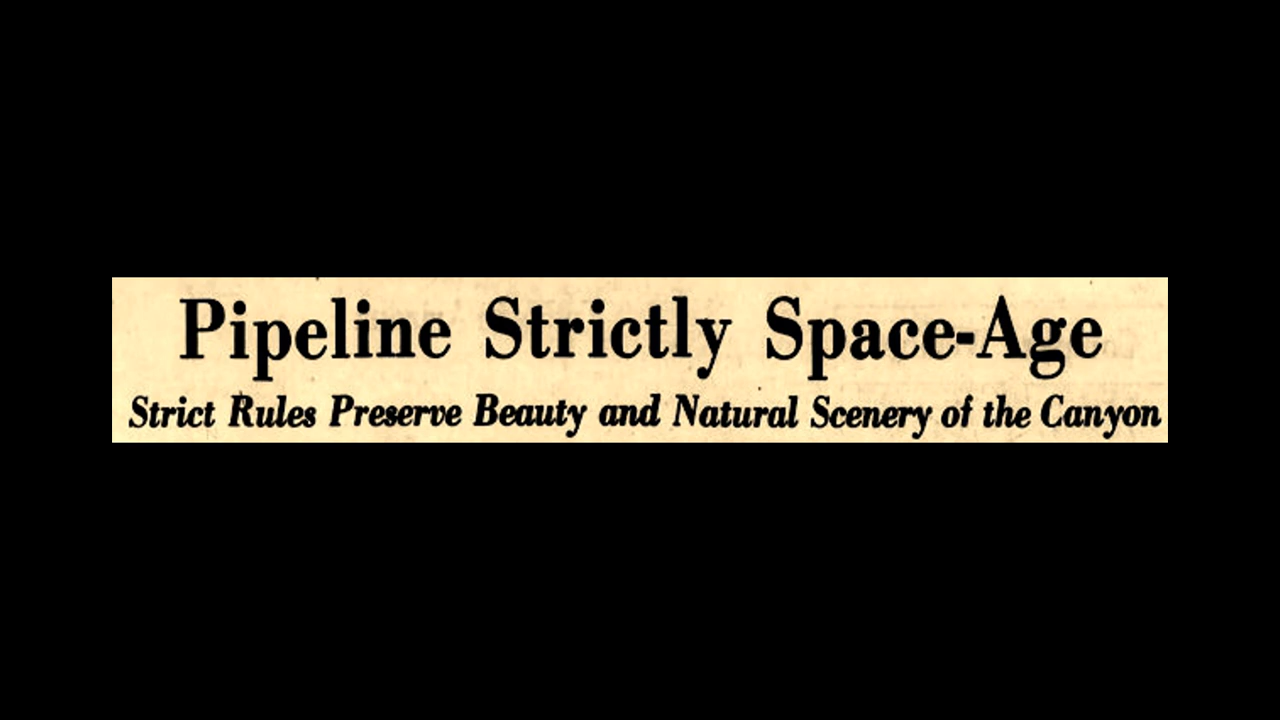 Pipeline Strictly Space-Age
Strict Rules Preserve Beauty and Natural Scenery of the Canyon